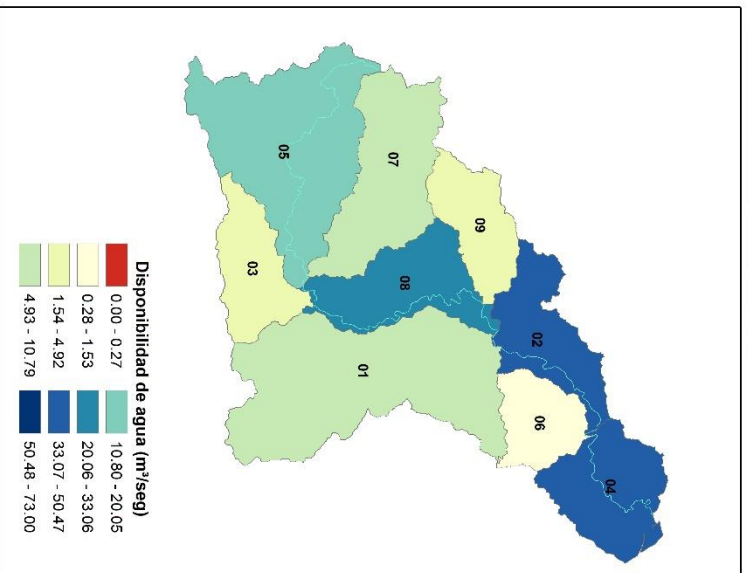 05
07
09
03
08
02
01
06
04
Disponibilidad de agua (m³/seg)
0.00 - 0.27
0.28 - 1.53
1.54 - 4.92
4.93 - 10.79
10.80 - 20.05
20.06 - 33.06
33.07 - 50.47
50.48 - 73.00